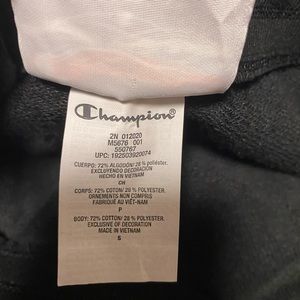 Champion
2N 012020
M5676 001
550767
UPC: 192503920074
CUERPO: 72% ALGODÓN/ 28 % poliéster.
EXCLUYENDO DECORACIÓN
HECHO EN VIETNAM
CH
CORPS: 72% COTON/ 28 % POLYESTER.
ORNEMENTS NON COMPRIS
FABRIQUÉ AU VIÊT-NAM
P
BODY: 72% COTTON/ 28 % POLYESTER.
EXCLUSIVE OF DECORATION
MADE IN VIETNAM
S